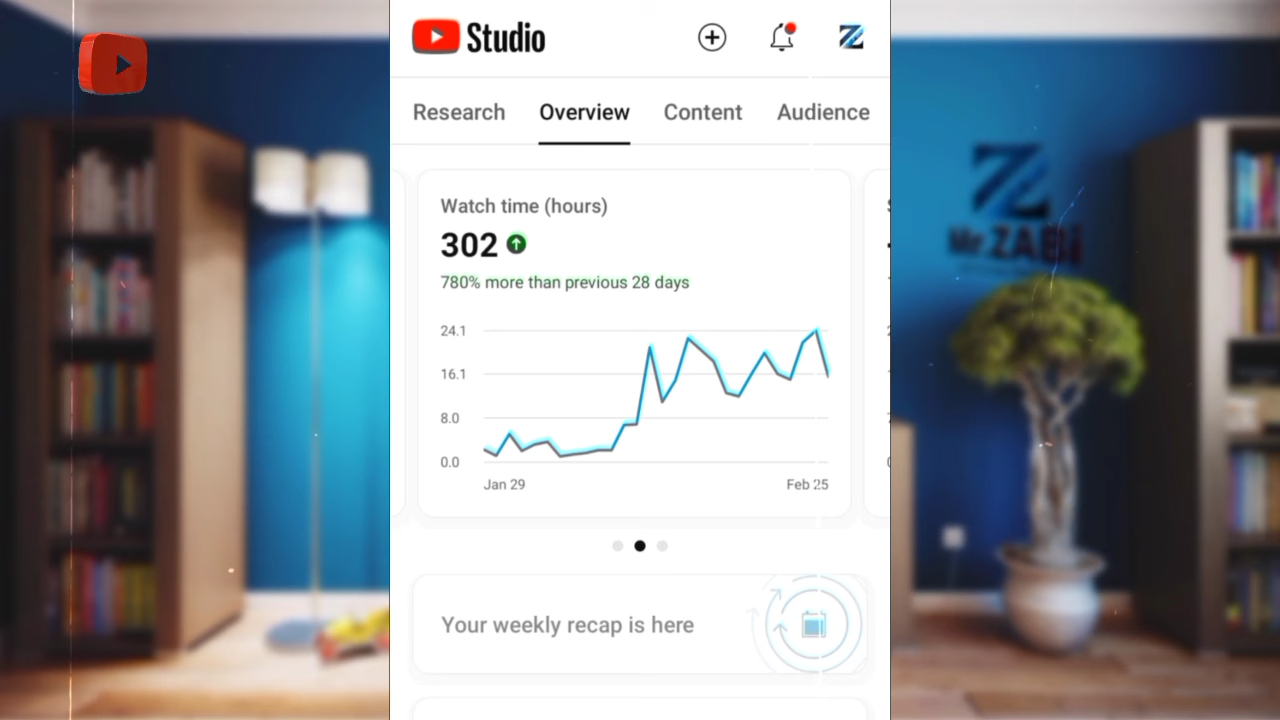 Studio
Research Overview Content Audience
Watch time (hours)
302
780% more than previous 28 days
24.1
16.1
8.0
0.0
Jan 29 Feb 25
Your weekly recap is here
Mr ZABi